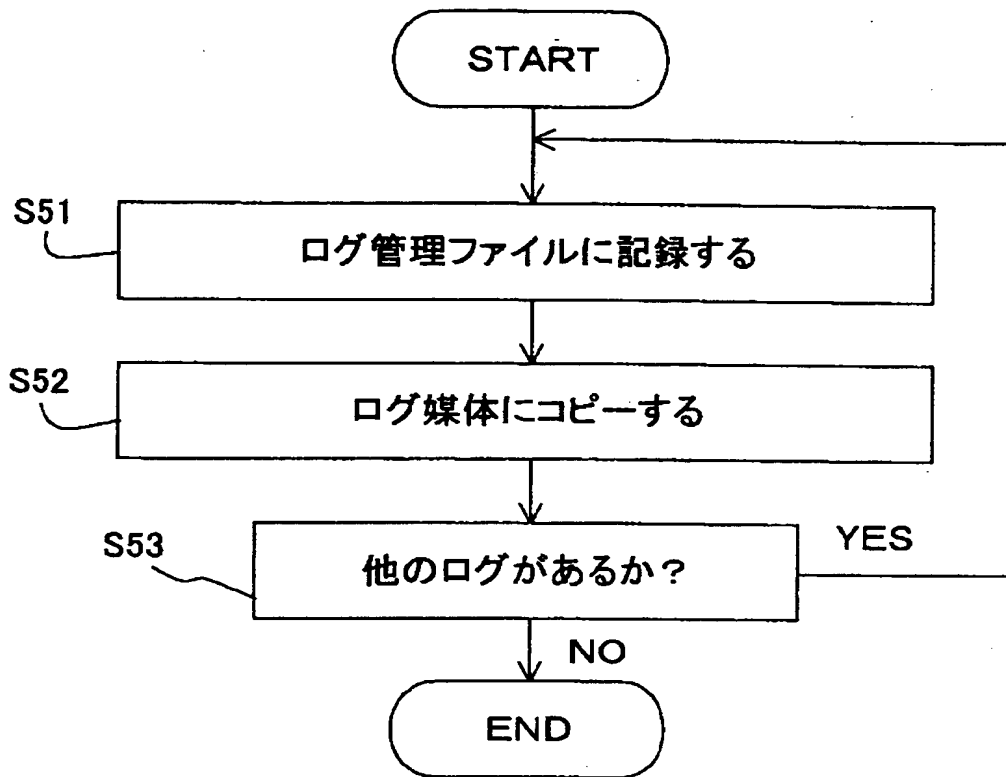 START
S51
ログ管理ファイルに記録する
S52
ログ媒体にコピーする
S53
他のログがあるか？
YES
NO
END